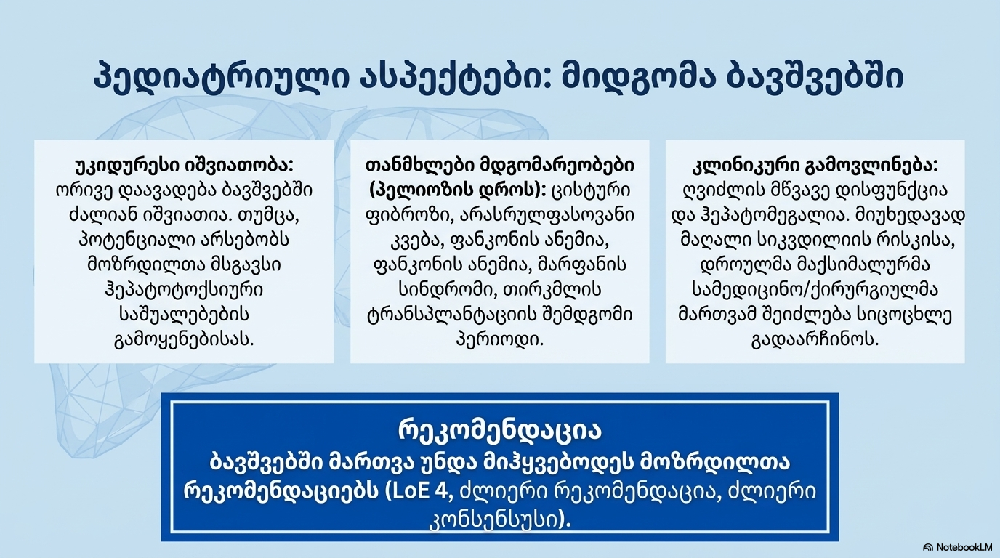 პედიატრიული ასპექტები: მიდგომა ბავშვებში
უკიდურესი იშვიათობა:
ორივე დაავადება ბავშვებში
ძალიან იშვიათია. თუმცა,
პოტენციალი არსებობს
მოზრდილთა მსგავსი
ჰეპატოტოქსიური
საშუალებების
გამოყენებისას.
თანმხლები მდგომარეობები
(პელიოზის დროს): ცისტური
ფიბროზი, არასრულფასოვანი
კვება, ფანკონის ანემია,
ფანკონის ანემია, მარფანის
სინდრომი, თირკმლის
ტრანსპლანტაციის შემდგომი
პერიოდი.
კლინიკური გამოვლინება:
ღვიძლის მწვავე დისფუნქცია
და ჰეპატომეგალია. მიუხედავად
მაღალი სიკვდილიის რისკისა,
დროულმა მაქსიმალურმა
სამედიცინო/ქირურგიულმა
მართვამ შეიძლება სიცოცხლე
გადაარჩინოს.
რეკომენდაცია
ბავშვებში მართვა უნდა მიჰყვებოდეს მოზრდილთა
რეკომენდაციებს (LoE 4, ძლიერი რეკომენდაცია, ძლიერი
კონსენსუსი).
NotebookLM